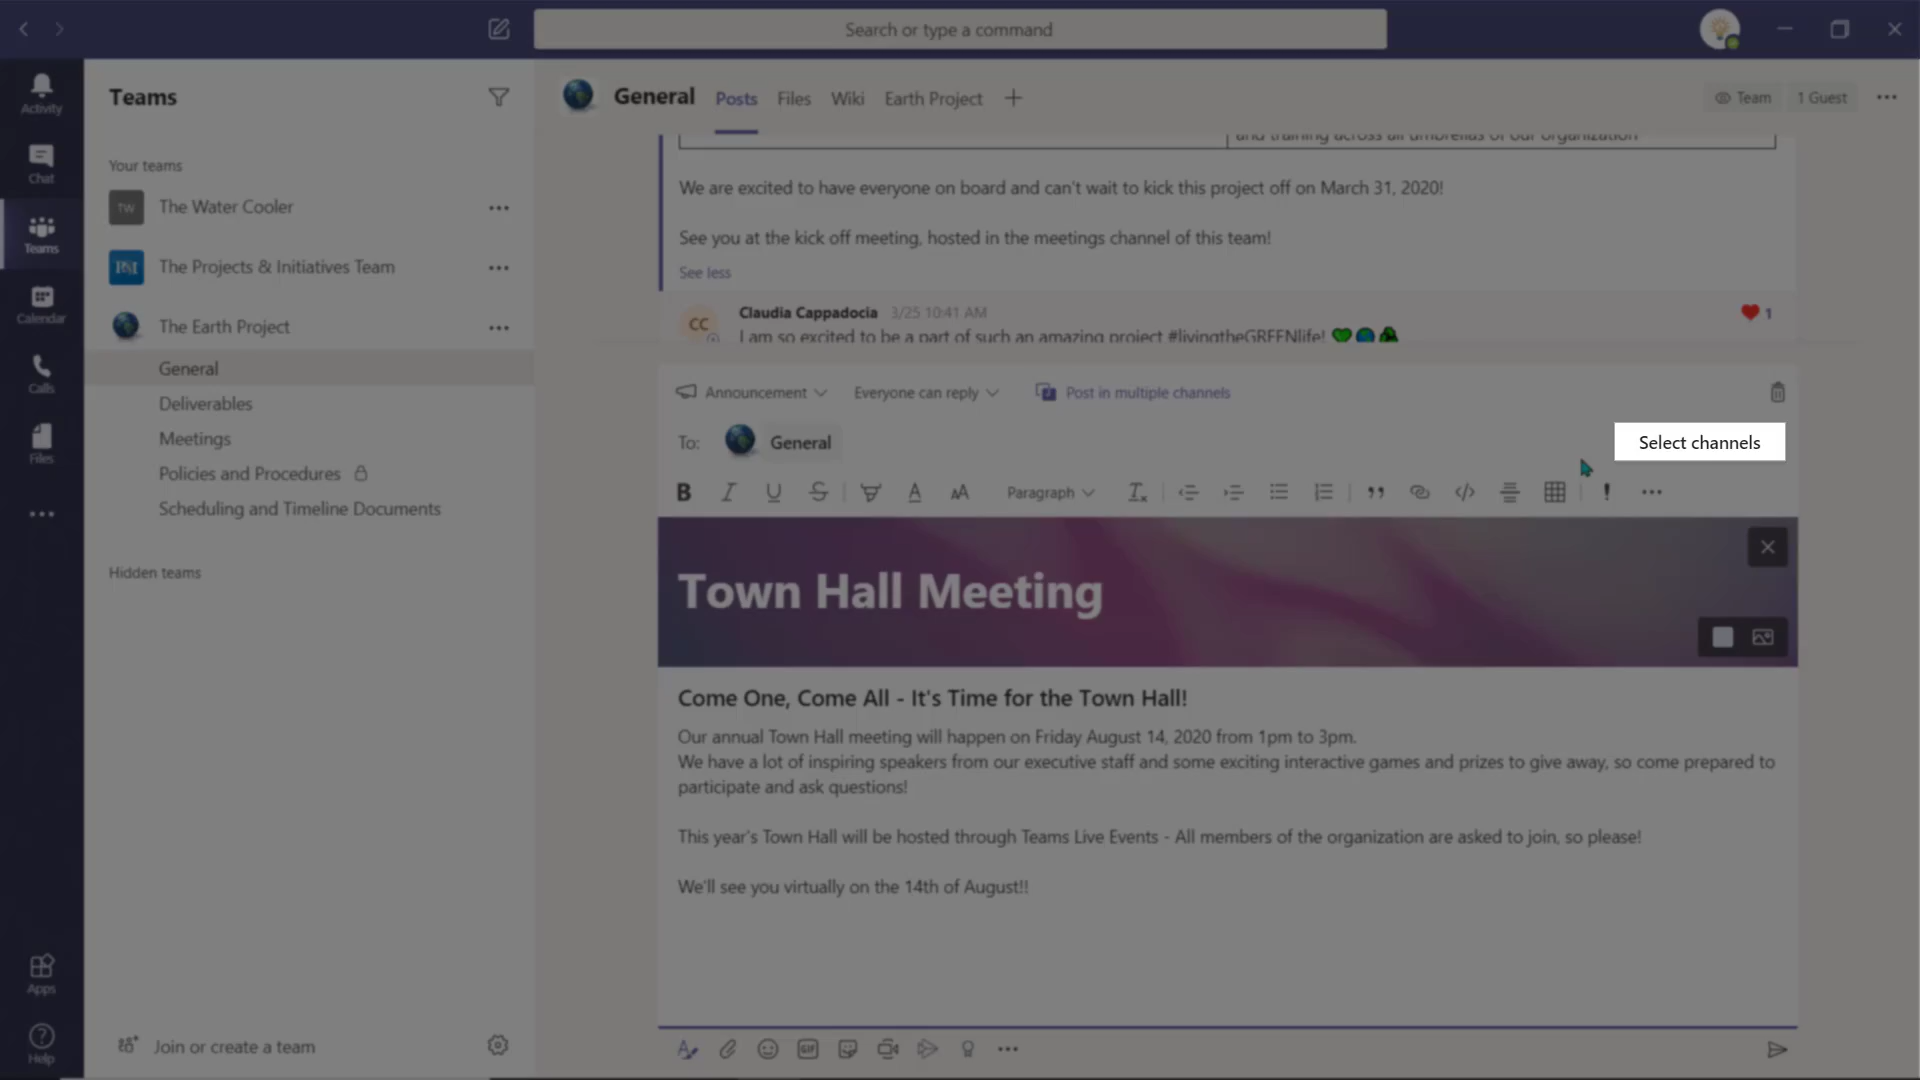 Search or type a command
Activity
Chat
Teams
Calendar
Calls
Files
Apps
Help
Teams
Your teams
TW The Water Cooler
The Projects & Initiatives Team
The Earth Project
General
Deliverables
Meetings
Policies and Procedures
Scheduling and Timeline Documents
Hidden teams
Join or create a team
General Posts Files Wiki Earth Project
Team 1 Guest
and training across all umbrellas of our organization
We are excited to have everyone on board and can't wait to kick this project off on March 31, 2020!
See you at the kick off meeting, hosted in the meetings channel of this team!
See less
CC Claudia Cappadocia 3/25 10:41 AM 1
I am so excited to be a part of such an amazing project #livingtheGREENlife!
Announcement Everyone can reply Post in multiple channels
To: General Select channels
B I U S A AA Paragraph
Town Hall Meeting
Come One, Come All - It's Time for the Town Hall!
Our annual Town Hall meeting will happen on Friday August 14, 2020 from 1pm to 3pm.
We have a lot of inspiring speakers from our executive staff and some exciting interactive games and prizes to give away, so come prepared to
participate and ask questions!
This year's Town Hall will be hosted through Teams Live Events - All members of the organization are asked to join, so please!
We'll see you virtually on the 14th of August!!
GIF